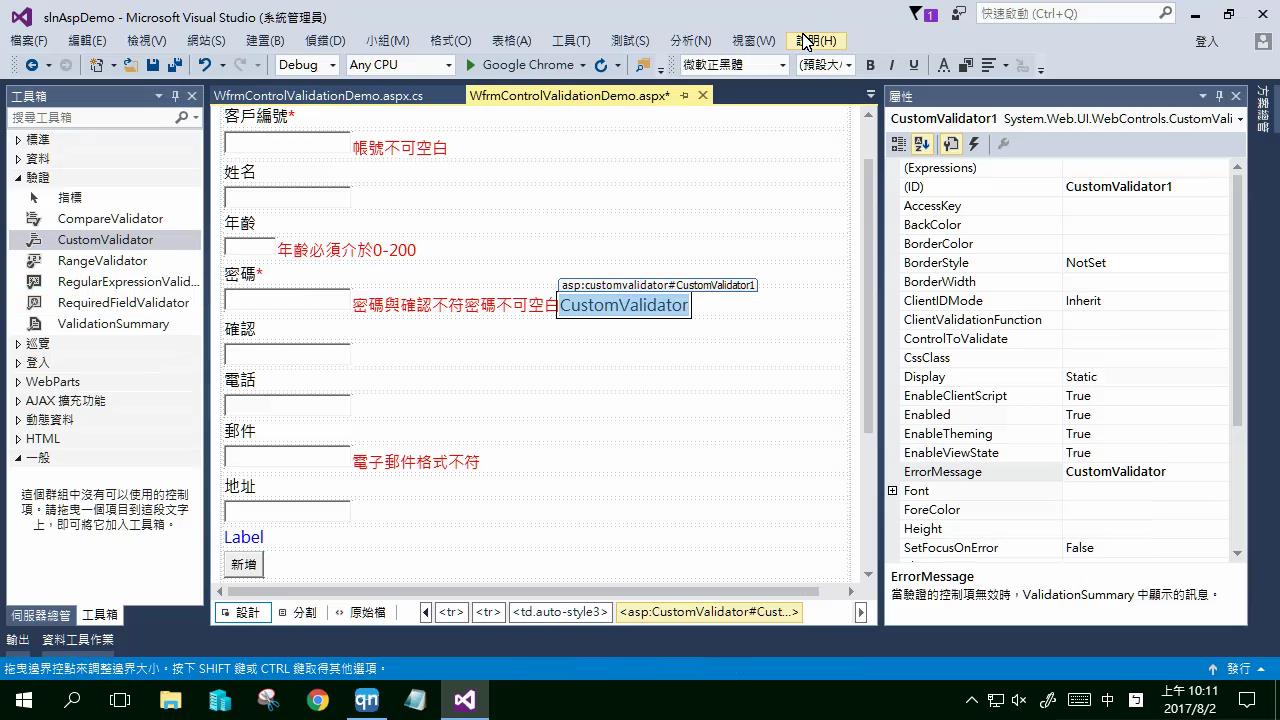 slnAspDemo - Microsoft Visual Studio (系統管理員)
1
快速啟動 (Ctrl+Q)
檔案(F) 編輯(E) 檢視(V) 網站(S) 建置(B) 偵錯(D) 小組(M) 格式(O) 表格(A) 工具(T) 測試(S) 分析(N) 視窗(W) 說明(H)
登入
Debug Any CPU Google Chrome 微軟正黑體 (預設大/ B I U A
工具箱
WfrmControlValidationDemo.aspx.cs WfrmControlValidationDemo.aspx*
屬性
方案總管
搜尋工具箱
標準
資料
驗證
指標
CompareValidator
CustomValidator
RangeValidator
RegularExpressionValid...
RequiredFieldValidator
ValidationSummary
巡覽
登入
WebParts
AJAX 擴充功能
動態資料
HTML
一般
這個群組中沒有可以使用的控制
項。請拖曳一個項目到這段文字
上，即可將它加入工具箱。
伺服器總管 工具箱
客戶編號*
帳號不可空白
姓名
年齡
年齡必須介於0-200
密碼*
asp:customvalidator#CustomValidator1
密碼與確認不符密碼不可空白CustomValidator
確認
電話
郵件
電子郵件格式不符
地址
Label
新增
設計 分割 原始檔 <tr> <tr> <td.auto-style3> <asp:CustomValidator#Cust...>
CustomValidator1 System.Web.UI.WebControls.CustomVali
(Expressions)
(ID) CustomValidator1
AccessKey
BackColor
BorderColor
BorderStyle NotSet
BorderWidth
ClientIDMode Inherit
ClientValidationFunction
ControlToValidate
CssClass
Display Static
EnableClientScript True
Enabled True
EnableTheming True
EnableViewState True
ErrorMessage CustomValidator
Font
ForeColor
Height
SetFocusOnError False
ErrorMessage
當驗證的控制項無效時，ValidationSummary 中顯示的訊息。
輸出 資料工具作業
拖曳邊界控點來調整邊界大小。按下 SHIFT 鍵或 CTRL 鍵取得其他選項。
發行
qn
中
上午 10:11
2017/8/2